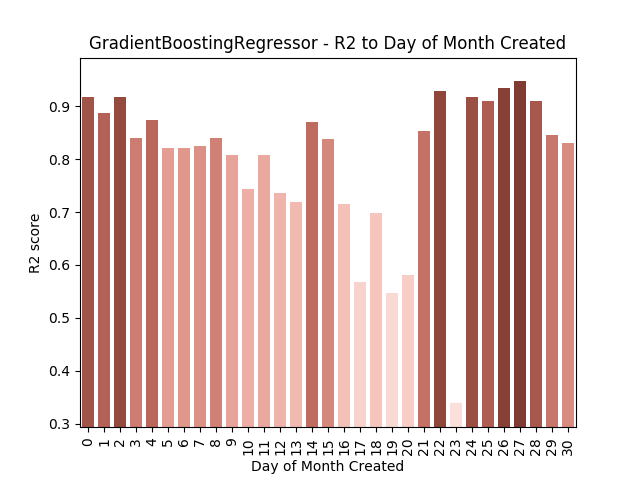 GradientBoostingRegressor - R2 to Day of Month Created
0.9
0.8
0.7
0.6
0.5
0.4
0.3
R2 score
0 1 2 3 4 5 6 7 8 9 10 11 12 13 14 15 16 17 18 19 20 21 22 23 24 25 26 27 28 29 30
Day of Month Created